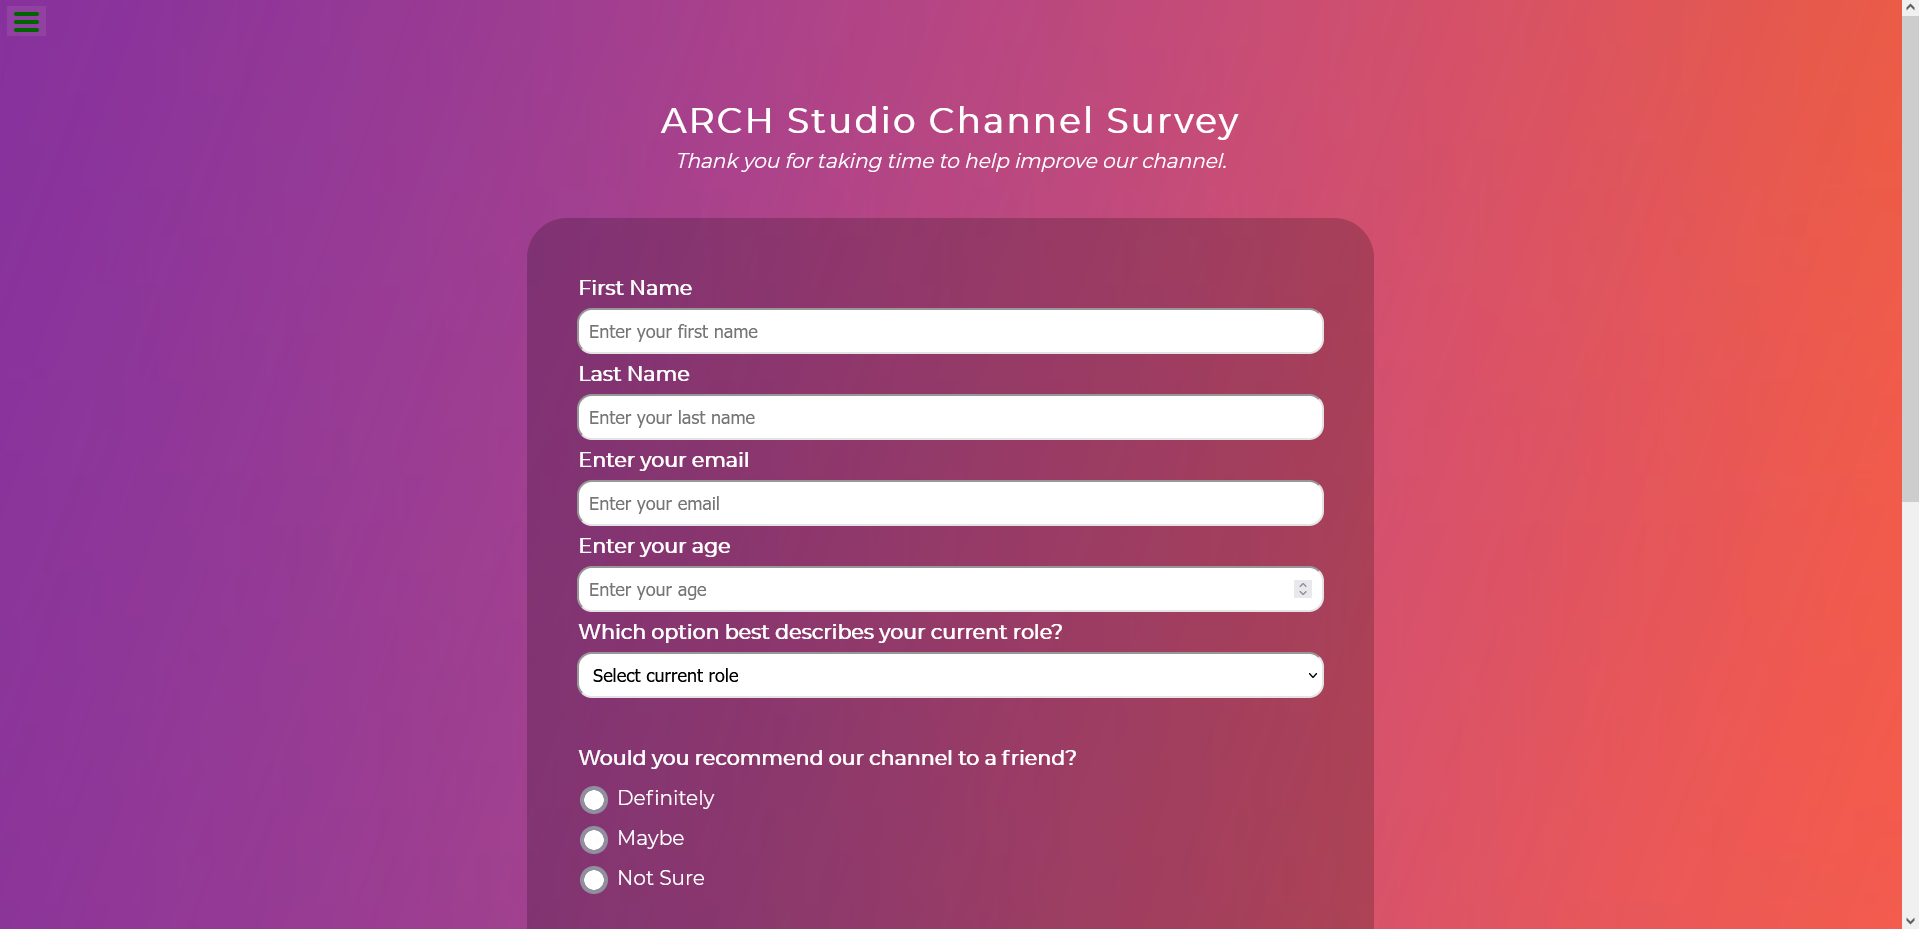 ARCH Studio Channel Survey
Thank you for taking time to help improve our channel.
First Name
Enter your first name
Last Name
Enter your last name
Enter your email
Enter your email
Enter your age
Enter your age
Which option best describes your current role?
Select current role
Would you recommend our channel to a friend?
Definitely
Maybe
Not Sure